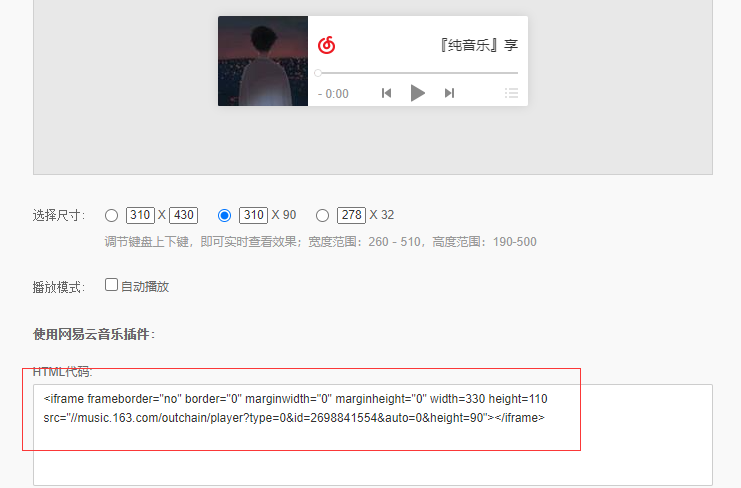 『纯音乐』享
- 0:00
选择尺寸： 310 X 430 310 X 90 278 X 32
调节键盘上下键，即可实时查看效果；宽度范围：260 - 510，高度范围：190-500
播放模式： 自动播放
使用网易云音乐插件：
HTML代码:
<iframe frameborder="no" border="0" marginwidth="0" marginheight="0" width=330 height=110
src="//music.163.com/outchain/player?type=0&id=2698841554&auto=0&height=90"></iframe>